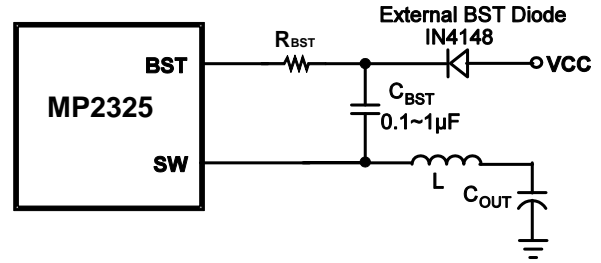 External BST Diode
IN4148
RBST
BST
VCC
MP2325
CBST
0.1~1µF
SW
L
COUT